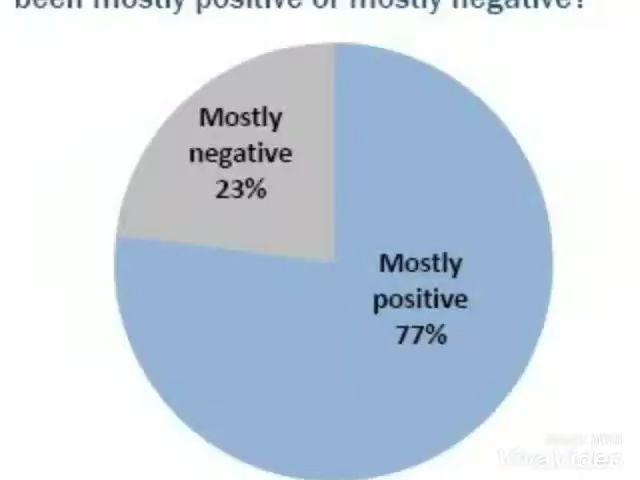 been mostly positive or mostly negative?
Mostly
negative
23%
Mostly
positive
77%
VivaVideo